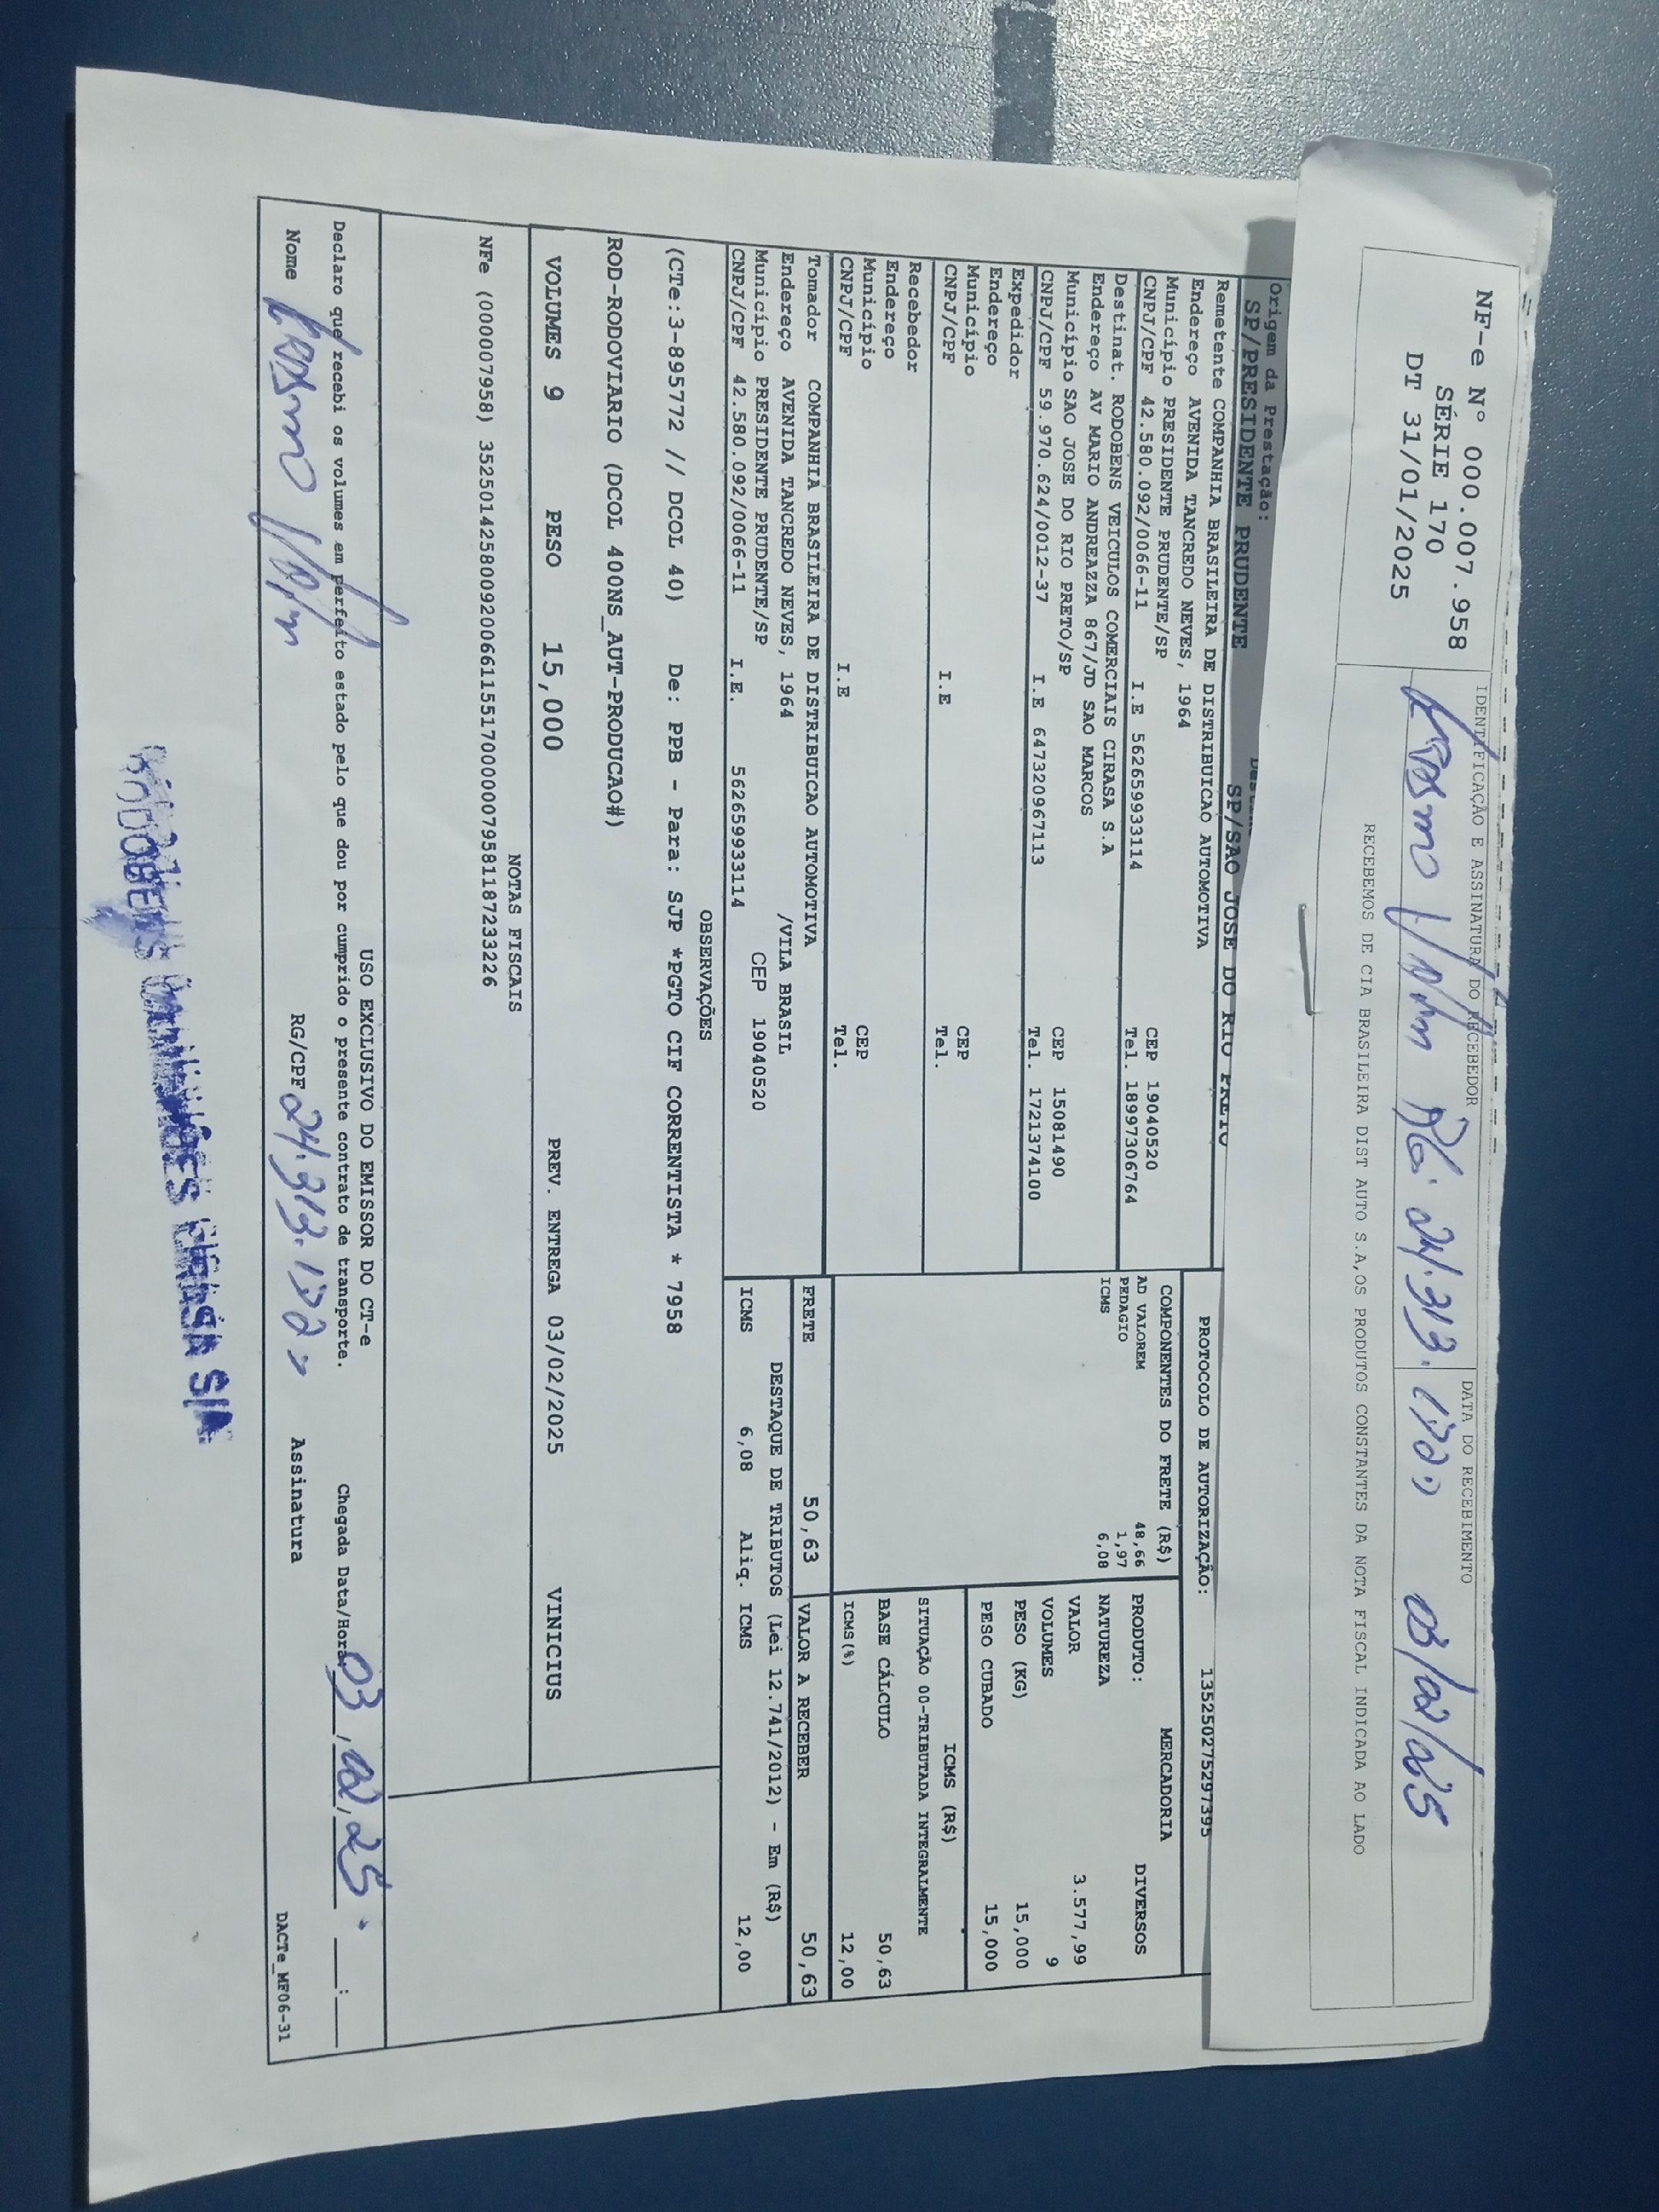 NF-e Nº 000.007.958
SÉRIE 170
DT 31/01/2025
IDENTIFICAÇÃO E ASSINATURA DO RECEBEDOR
DATA DO RECEBIMENTO
RG. 24.313.170 03/02/25
RECEBEMOS DE CIA BRASILEIRA DIST AUTO S.A,OS PRODUTOS CONSTANTES DA NOTA FISCAL INDICADA AO LADO
Origem da Prestação:
SP/PRESIDENTE PRUDENTE SP/SAO JOSE DO RIO PRETO
PROTOCOLO DE AUTORIZAÇÃO: 135250275297395
Remetente COMPANHIA BRASILEIRA DE DISTRIBUICAO AUTOMOTIVA
Endereço AVENIDA TANCREDO NEVES, 1964
Município PRESIDENTE PRUDENTE/SP CEP 19040520
CNPJ/CPF 42.580.092/0066-11 I.E 562659933114 Tel. 18997306764
Destinat. RODOBENS VEICULOS COMERCIAIS CIRASA S.A
Endereço AV MARIO ANDREAZZA 867/JD SAO MARCOS
Município SAO JOSE DO RIO PRETO/SP CEP 15081490
CNPJ/CPF 59.970.624/0012-37 I.E 647320967113 Tel. 1721374100
Expedidor
Endereço
Município CEP
CNPJ/CPF I.E Tel.
Recebedor
Endereço
Município CEP
CNPJ/CPF I.E Tel.
Tomador COMPANHIA BRASILEIRA DE DISTRIBUICAO AUTOMOTIVA
Endereço AVENIDA TANCREDO NEVES, 1964 /VILA BRASIL
Município PRESIDENTE PRUDENTE/SP CEP 19040520
CNPJ/CPF 42.580.092/0066-11 I.E. 562659933114
COMPONENTES DO FRETE (R$)
AD VALOREM 48,66
PEDAGIO 1,97
ICMS 6,08
MERCADORIA
PRODUTO: DIVERSOS
NATUREZA
VALOR 3.577,99
VOLUMES 9
PESO (KG) 15,000
PESO CUBADO 15,000
ICMS (R$)
SITUAÇÃO 00-TRIBUTADA INTEGRALMENTE
BASE CÁLCULO 50,63
ICMS(%) 12,00
FRETE 50,63 VALOR A RECEBER 50,63
DESTAQUE DE TRIBUTOS (Lei 12.741/2012) - Em (R$)
ICMS 6,08 Aliq. ICMS 12,00
OBSERVAÇÕES
(CTe:3-895772 // DCOL 40) De: PPB - Para: SJP *PGTO CIF CORRENTISTA * 7958
ROD-RODOVIARIO (DCOL 400NS_AUT-PRODUCAO#)
VOLUMES 9 PESO 15,000 PREV. ENTREGA 03/02/2025 VINICIUS
NOTAS FISCAIS
NFe (000007958) 35250142580092006611551700000079581187233226
USO EXCLUSIVO DO EMISSOR DO CT-e
Declaro que recebi os volumes em perfeito estado pelo que dou por cumprido o presente contrato de transporte. Chegada Data/Hora: 03/02/25 __:__
Nome RG/CPF 24.313.170 Assinatura
DACTe_MF06-31
CIRASA S/A